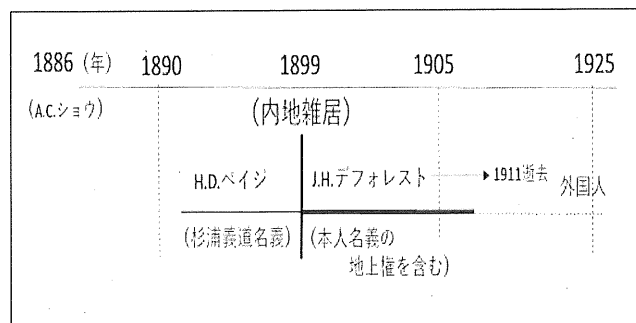 1886 (年) 1890 1899 1905 1925
(A.C.ショウ) (内地雑居)
H.D.ペイジ J.H.デフォレスト 1911逝去 外国人
(杉浦義道名義) (本人名義の
地上権を含む)